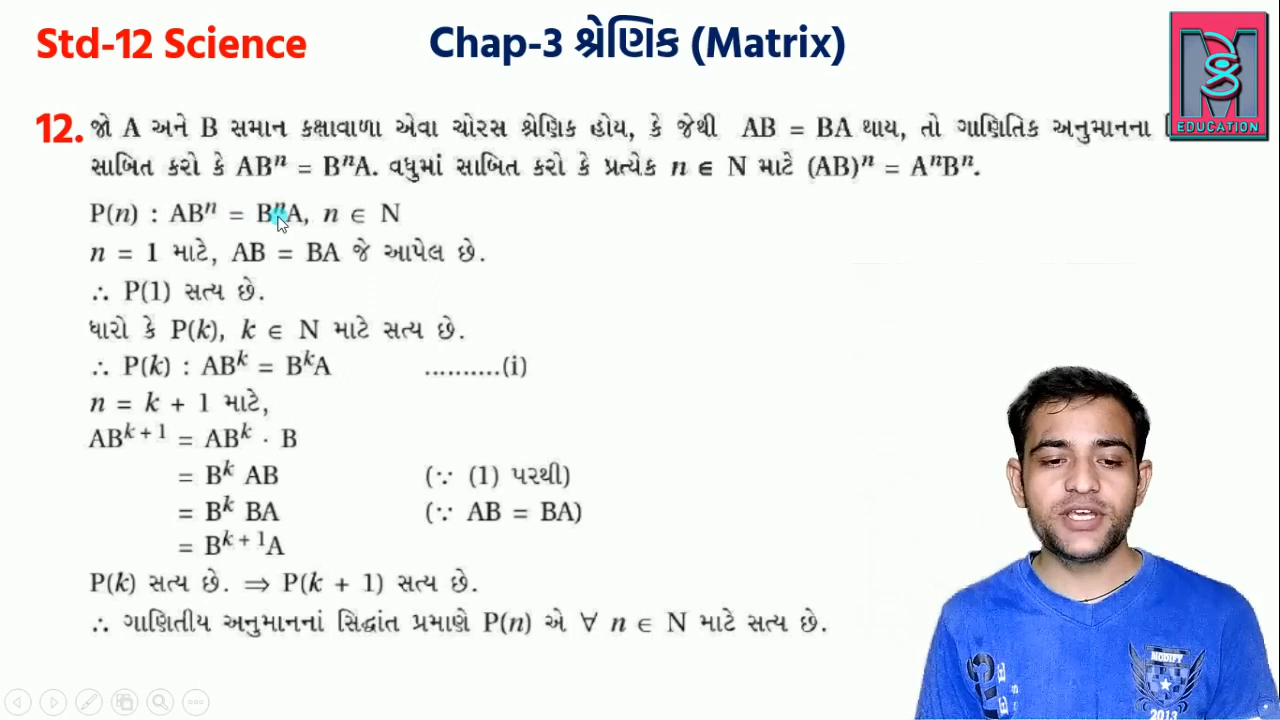 Std-12 Science
Chap-3 શ્રેણિક (Matrix)
EDUCATION
12. જો A અને B સમાન કક્ષાવાળા એવા ચોરસ શ્રેણિક હોય, કે જેથી AB = BA થાય, તો ગાણિતિક અનુમાનના
સાબિત કરો કે ABⁿ = BⁿA. વધુમાં સાબિત કરો કે પ્રત્યેક n ∈ N માટે (AB)ⁿ = AⁿBⁿ.
P(n) : ABⁿ = BⁿA, n ∈ N
n = 1 માટે, AB = BA જે આપેલ છે.
∴ P(1) સત્ય છે.
ધારો કે P(k), k ∈ N માટે સત્ય છે.
∴ P(k) : ABᵏ = BᵏA ..........(i)
n = k + 1 માટે,
ABᵏ⁺¹ = ABᵏ · B
= Bᵏ AB (∵ (1) પરથી)
= Bᵏ BA (∵ AB = BA)
= Bᵏ⁺¹A
P(k) સત્ય છે. ⇒ P(k + 1) સત્ય છે.
∴ ગાણિતીય અનુમાનનાં સિદ્ધાંત પ્રમાણે P(n) એ ∀ n ∈ N માટે સત્ય છે.
MODIFY
2013